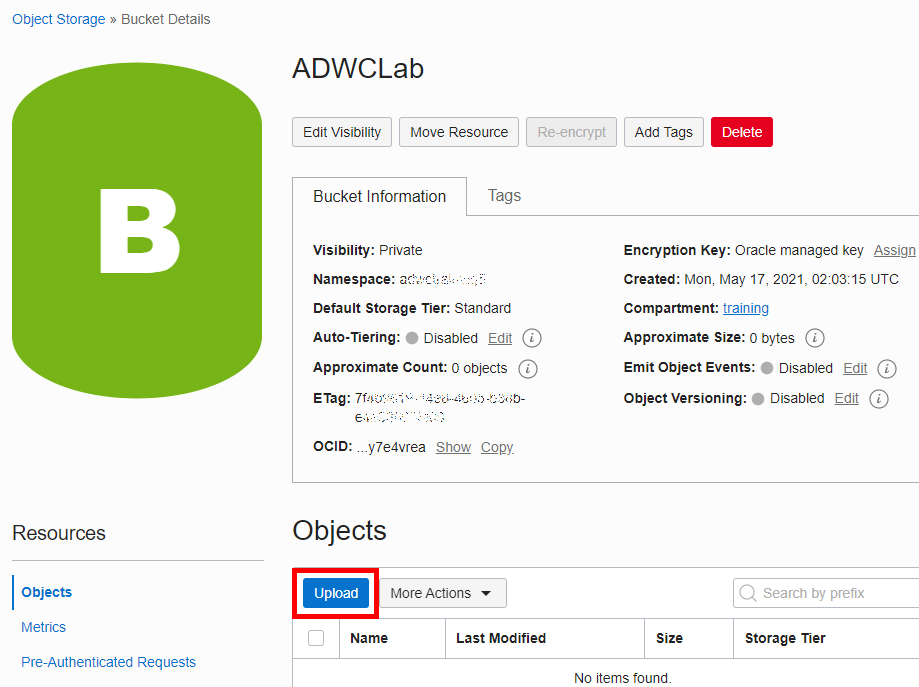 Object Storage » Bucket Details
B
ADWCLab
Edit Visibility Move Resource Re-encrypt Add Tags Delete
Bucket Information Tags
Visibility: Private
Namespace:
Default Storage Tier: Standard
Auto-Tiering: Disabled Edit i
Approximate Count: 0 objects i
ETag:
OCID: ...y7e4vrea Show Copy
Encryption Key: Oracle managed key Assign
Created: Mon, May 17, 2021, 02:03:15 UTC
Compartment: training
Approximate Size: 0 bytes i
Emit Object Events: Disabled Edit i
Object Versioning: Disabled Edit i
Resources
Objects
Metrics
Pre-Authenticated Requests
Objects
Upload More Actions
Search by prefix
Name Last Modified Size Storage Tier
No items found.